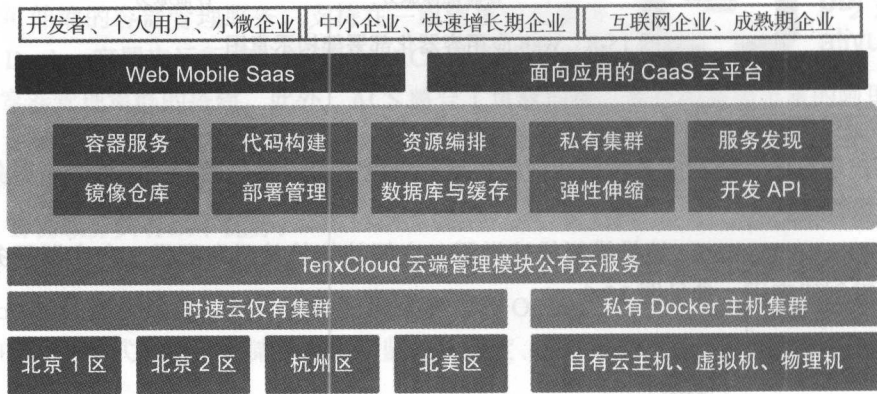 开发者、个人用户、小微企业 中小企业、快速增长期企业 互联网企业、成熟期企业
Web Mobile Saas 面向应用的 CaaS 云平台
容器服务 代码构建 资源编排 私有集群 服务发现
镜像仓库 部署管理 数据库与缓存 弹性伸缩 开发 API
TenxCloud 云端管理模块公有云服务
时速云仅有集群 私有 Docker 主机集群
北京 1 区 北京 2 区 杭州区 北美区 自有云主机、虚拟机、物理机